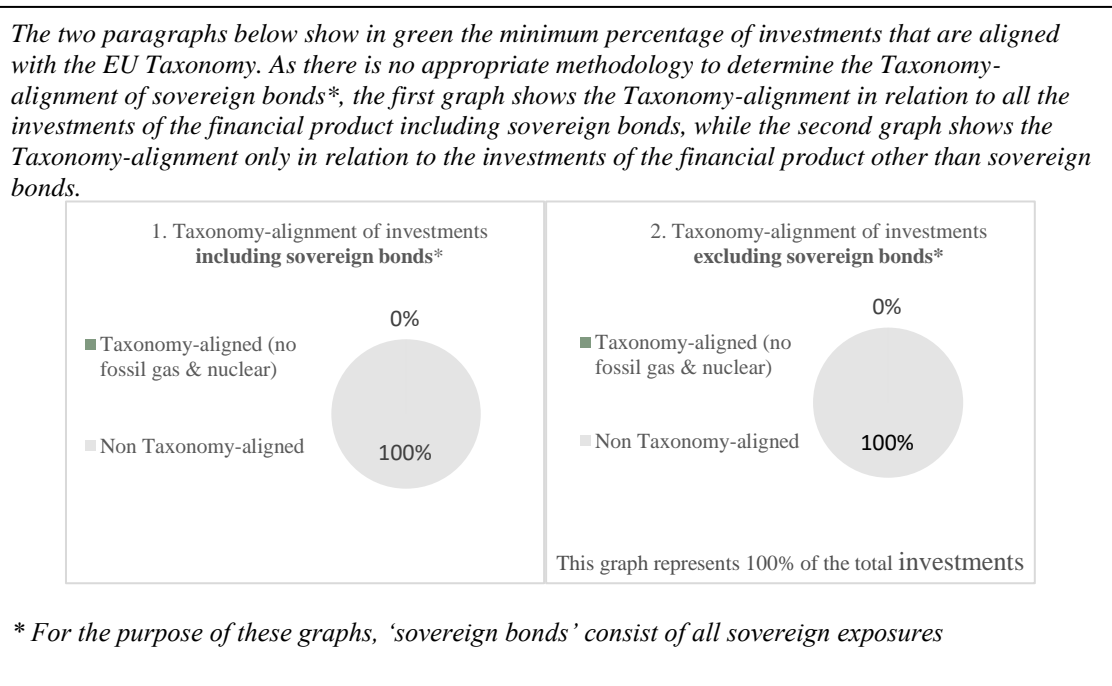 The two paragraphs below show in green the minimum percentage of investments that are aligned
with the EU Taxonomy. As there is no appropriate methodology to determine the Taxonomy-
alignment of sovereign bonds*, the first graph shows the Taxonomy-alignment in relation to all the
investments of the financial product including sovereign bonds, while the second graph shows the
Taxonomy-alignment only in relation to the investments of the financial product other than sovereign
bonds.
1. Taxonomy-alignment of investments
including sovereign bonds*
0%
Taxonomy-aligned (no
fossil gas & nuclear)
Non Taxonomy-aligned
100%
2. Taxonomy-alignment of investments
excluding sovereign bonds*
0%
Taxonomy-aligned (no
fossil gas & nuclear)
Non Taxonomy-aligned
100%
This graph represents 100% of the total investments
* For the purpose of these graphs, ‘sovereign bonds’ consist of all sovereign exposures